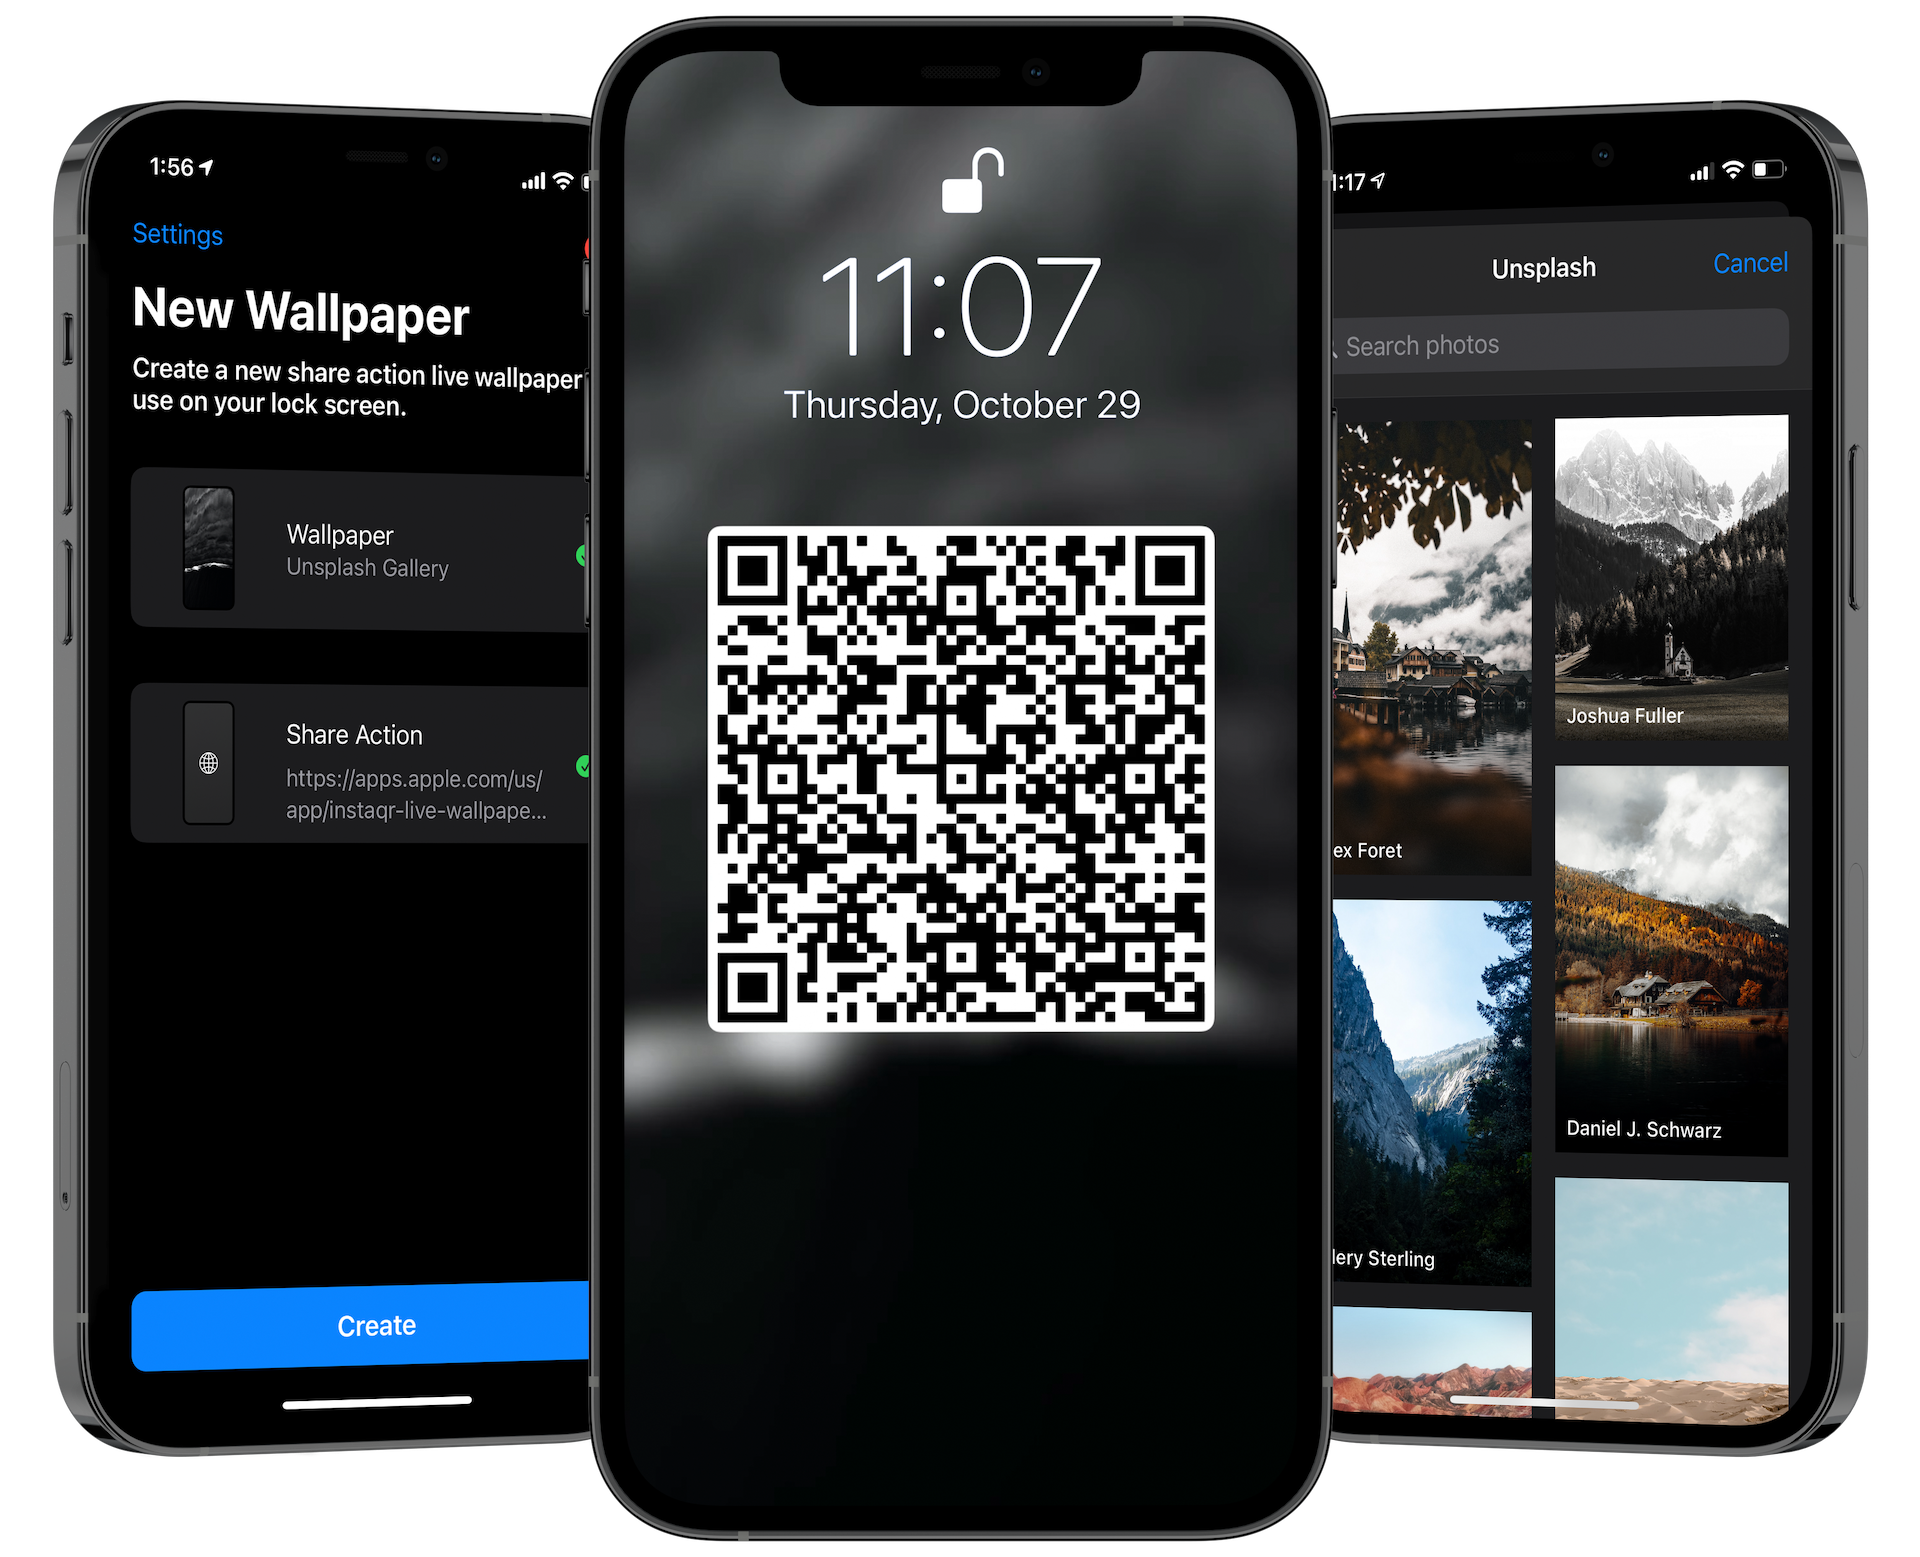 1:56
Settings
New Wallpaper
Create a new share action live wallpaper
use on your lock screen.
Wallpaper
Unsplash Gallery
Share Action
https://apps.apple.com/us/
app/instaqr-live-wallpape...
Create
11:07
Thursday, October 29
1:17
Unsplash
Cancel
Search photos
ex Foret
Joshua Fuller
Daniel J. Schwarz
lery Sterling